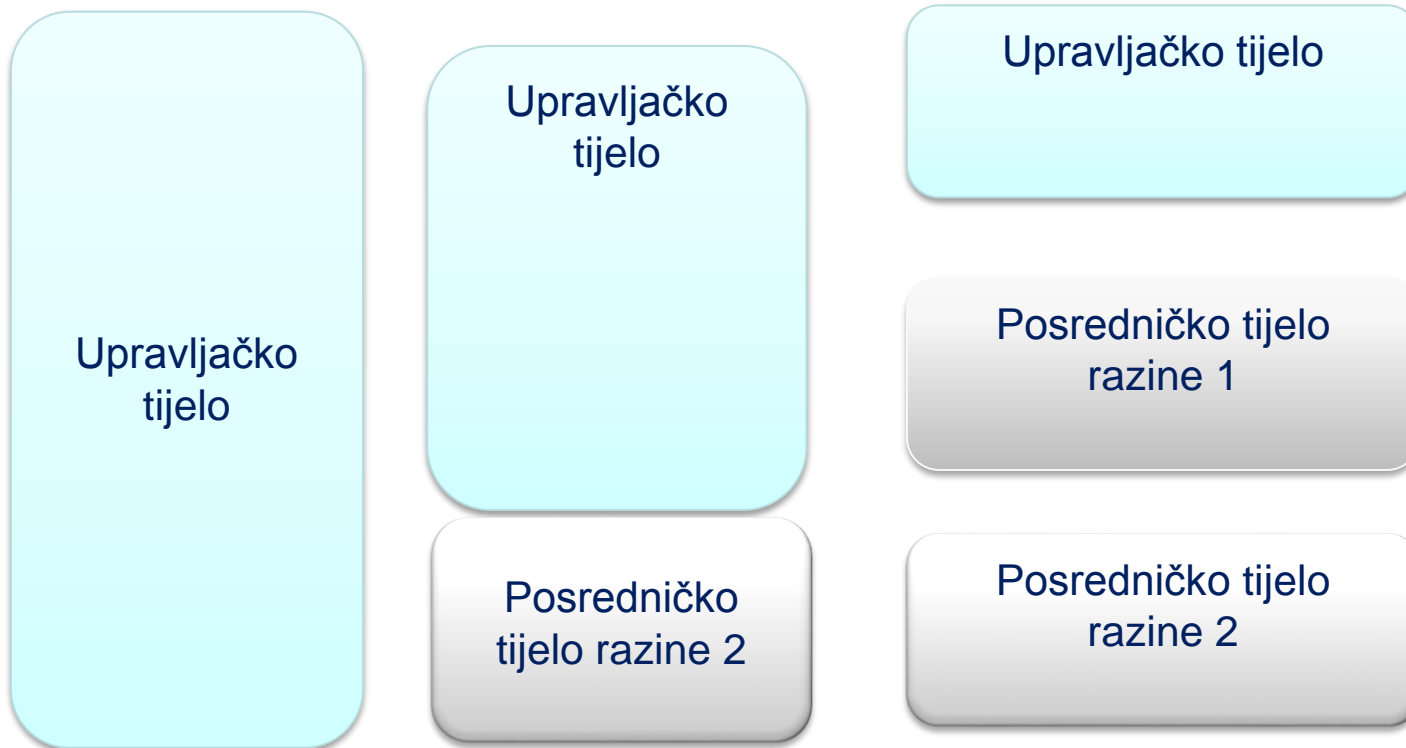 Upravljačko
tijelo
Upravljačko
tijelo
Posredničko
tijelo razine 2
Upravljačko tijelo
Posredničko tijelo
razine 1
Posredničko tijelo
razine 2